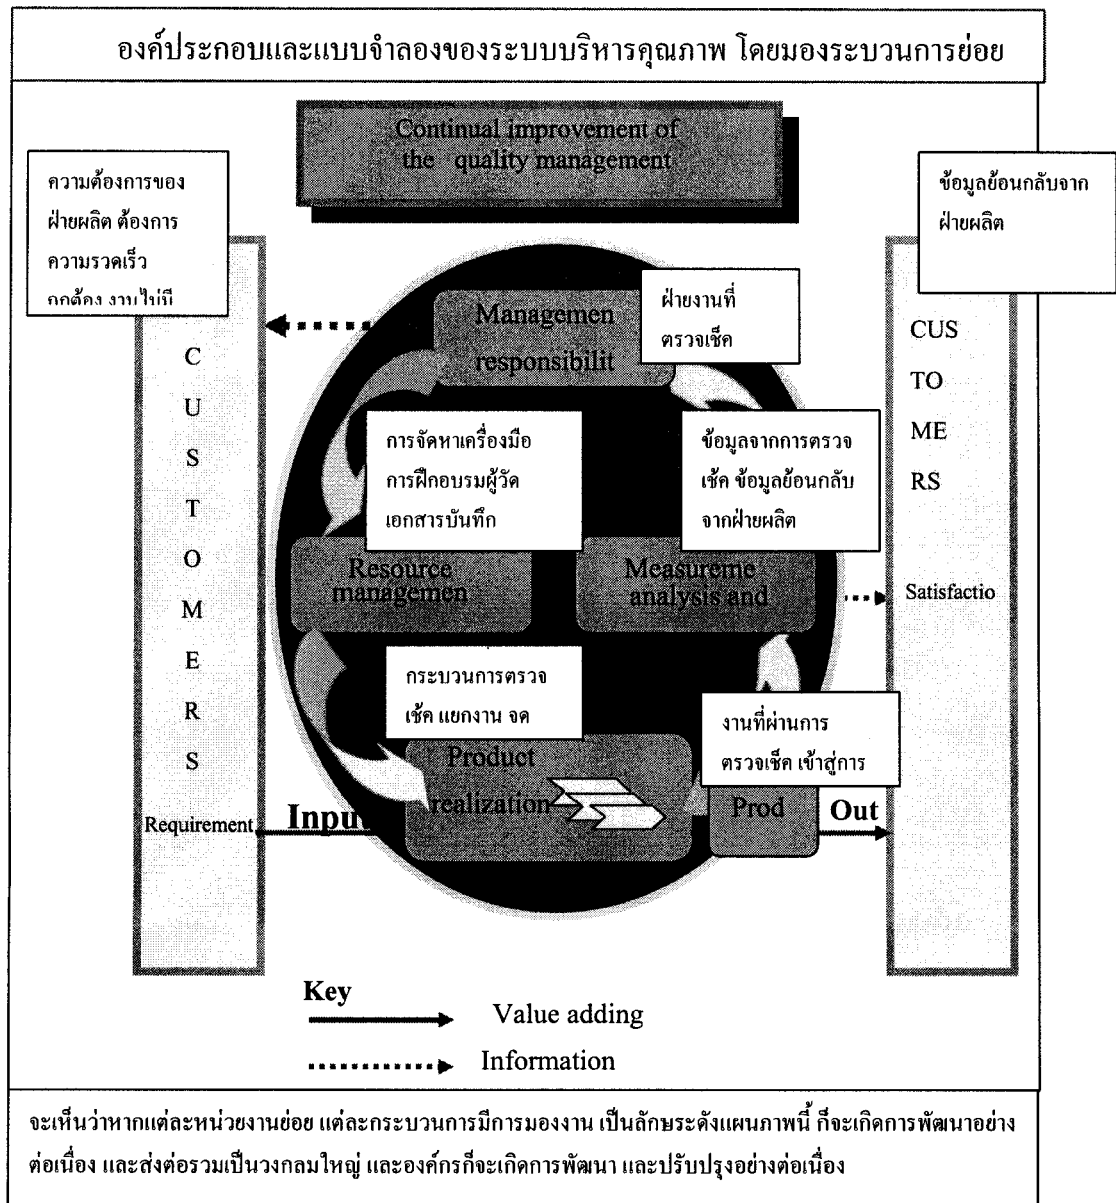 องค์ประกอบและแบบจำลองของระบบบริหารคุณภาพ โดยมองระบวนการย่อย
Continual improvement of
the quality management
ความต้องการของ
ฝ่ายผลิต ต้องการ
ความรวดเร็ว
ถูกต้อง งานไม่มี
ข้อมูลย้อนกลับจาก
ฝ่ายผลิต
C
U
S
T
O
M
E
R
S
Requirement
Managemen
responsibilit
ฝ่ายงานที่
ตรวจเช็ค
การจัดหาเครื่องมือ
การฝึกอบรมผู้วัด
เอกสารบันทึก
ข้อมูลจากการตรวจ
เช้ค ข้อมูลย้อนกลับ
จากฝ่ายผลิต
Resource
managemen
Measureme
analysis and
กระบวนการตรวจ
เช้ค แยกงาน จด
งานที่ผ่านการ
ตรวจเช็ค เข้าสู่การ
Input
Product
realization
Prod
Out
CUS
TO
ME
RS
Satisfactio
Key
Value adding
Information
จะเห็นว่าหากแต่ละหน่วยงานย่อย แต่ละกระบวนการมีการมองงาน เป็นลักษระดังแผนภาพนี้ ก็จะเกิดการพัฒนาอย่าง
ต่อเนื่อง และส่งต่อรวมเป็นวงกลมใหญ่ และองค์กรก็จะเกิดการพัฒนา และปรับปรุงอย่างต่อเนื่อง